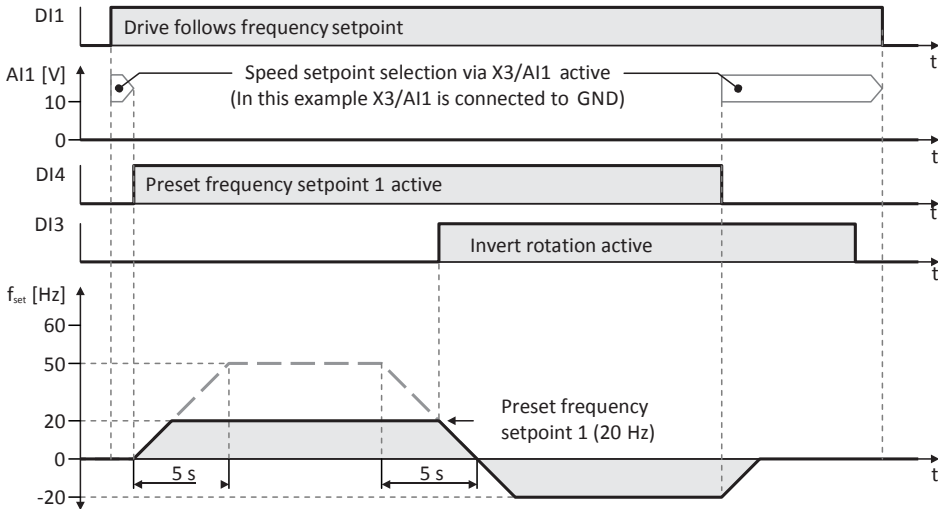 DI1
Drive follows frequency setpoint
t
AI1 [V]
Speed setpoint selection via X3/AI1 active
(In this example X3/AI1 is connected to GND)
10
0
t
DI4
Preset frequency setpoint 1 active
t
DI3
Invert rotation active
t
fset [Hz]
60
50
20
Preset frequency
setpoint 1 (20 Hz)
0
t
5 s
5 s
-20